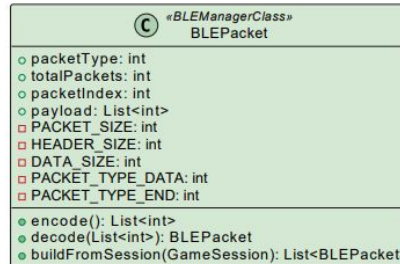 C «BLEManagerClass»
BLEPacket
packetType: int
totalPackets: int
packetIndex: int
payload: List<int>
PACKET_SIZE: int
HEADER_SIZE: int
DATA_SIZE: int
PACKET_TYPE_DATA: int
PACKET_TYPE_END: int
encode(): List<int>
decode(List<int>): BLEPacket
buildFromSession(GameSession): List<BLEPacket